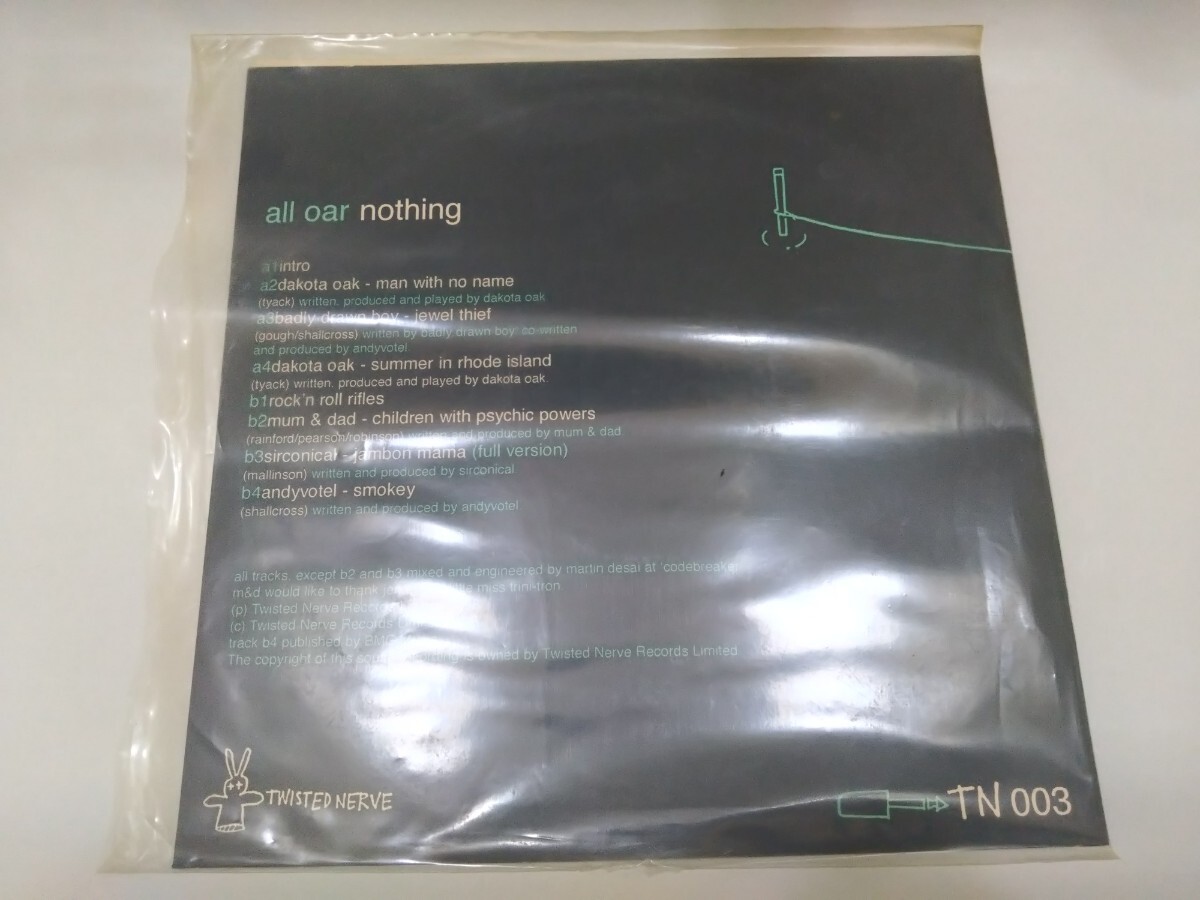 all oar nothing
a1intro
a2dakota oak - man with no name
(tyack) written. produced and played by dakota oak
a3badly drawn boy - jewel thief
(gough/shallcross) written by badly drawn boy. co-written
and produced by andyvotel
a4dakota oak - summer in rhode island
(tyack) written. produced and played by dakota oak
b1rock'n roll rifles
b2mum & dad - children with psychic powers
(rainford/pearson/robinson) written and produced by mum & dad
b3sirconical - jambon mama (full version)
(mallinson) written and produced by sirconical
b4andyvotel - smokey
(shallcross) written and produced by andyvotel
all tracks. except b2 and b3 mixed and engineered by martin desai at 'codebreaker'
m&d would like to thank miss trini-tron
(p) Twisted Nerve Records
(c) Twisted Nerve Records
track b4 published by BMG
The copyright of this is owned by Twisted Nerve Records Limited
TWISTED NERVE
TN 003